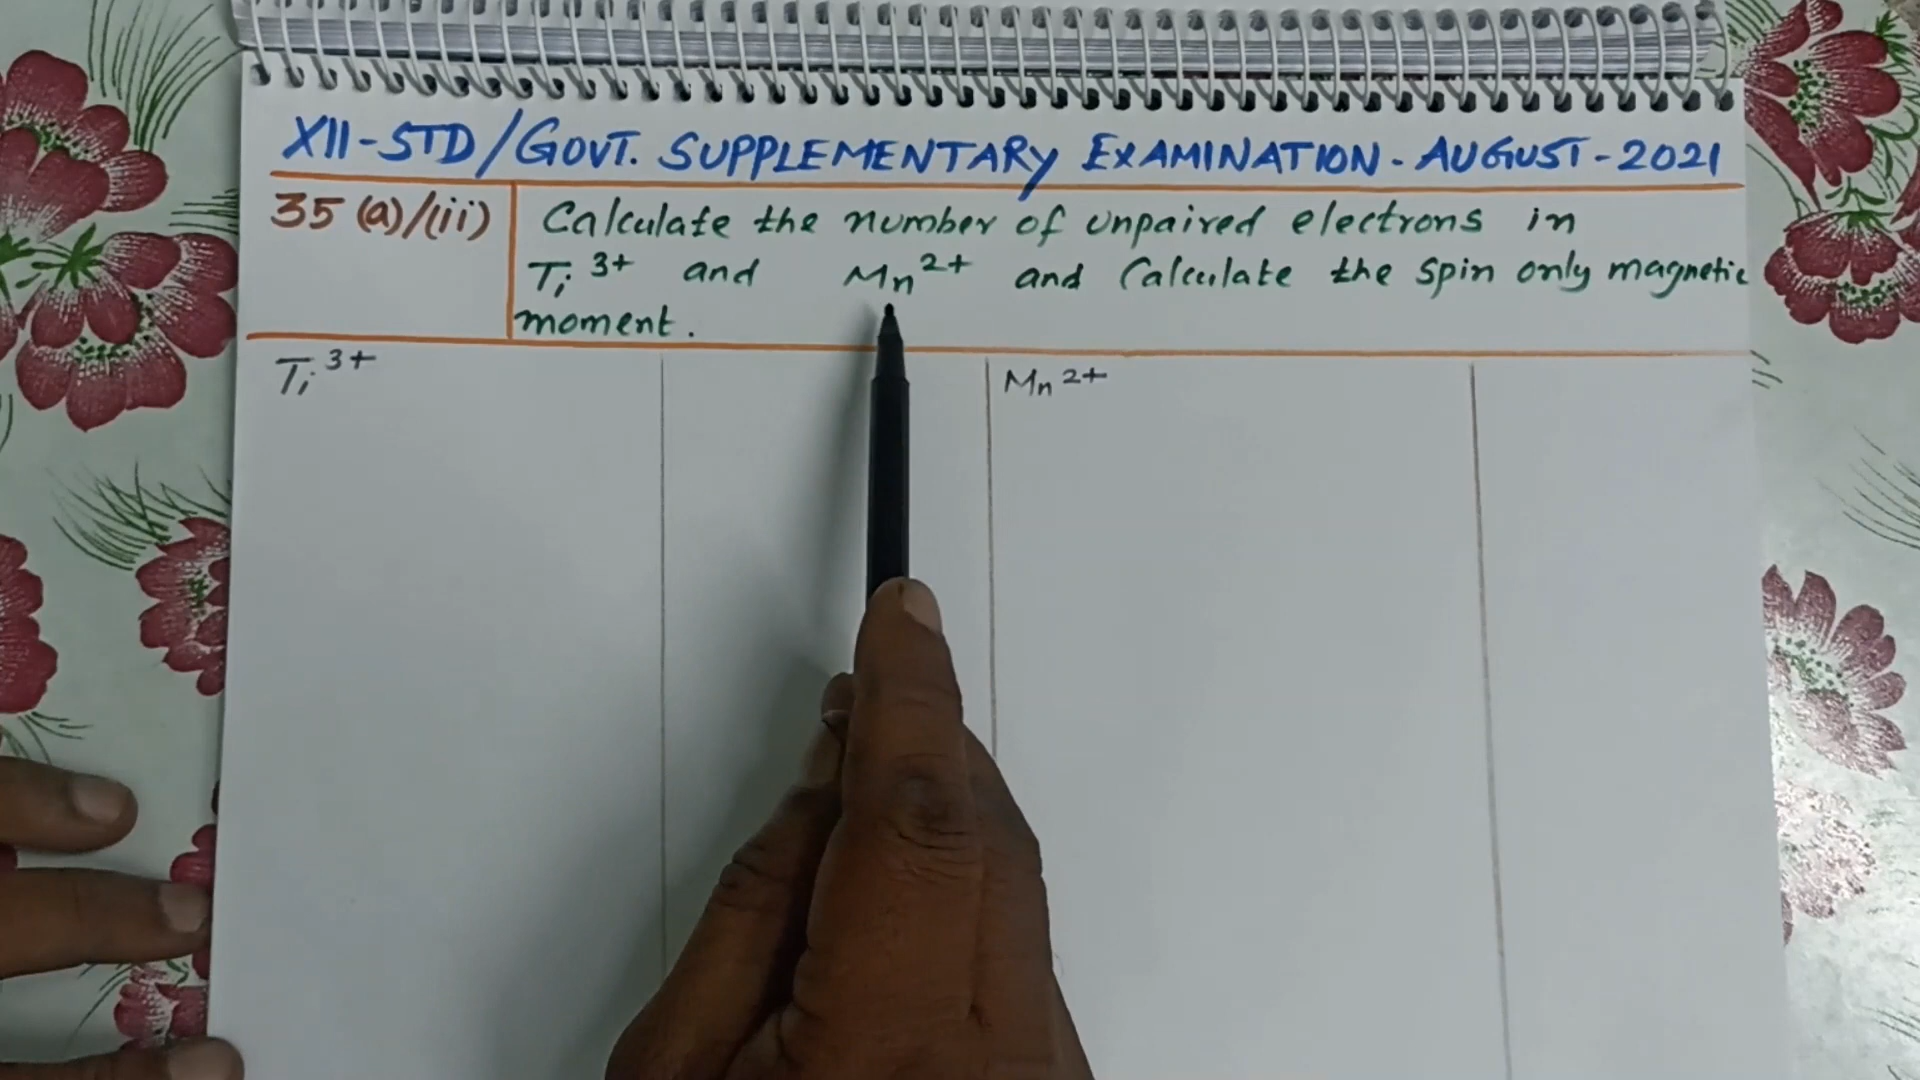 XII-STD/GOVT. SUPPLEMENTARY EXAMINATION - AUGUST - 2021
35 (a)/(ii) Calculate the number of unpaired electrons in
Ti 3+ and Mn 2+ and Calculate the spin only magnetic
moment.
Ti 3+ Mn 2+